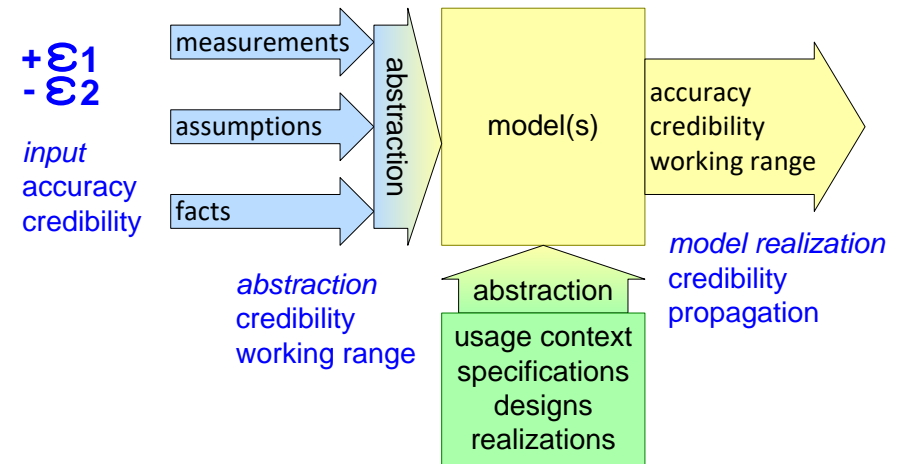 +ε1
- ε2
input
accuracy
credibility
measurements
assumptions
facts
abstraction
abstraction
credibility
working range
model(s)
accuracy
credibility
working range
model realization
credibility
propagation
abstraction
usage context
specifications
designs
realizations